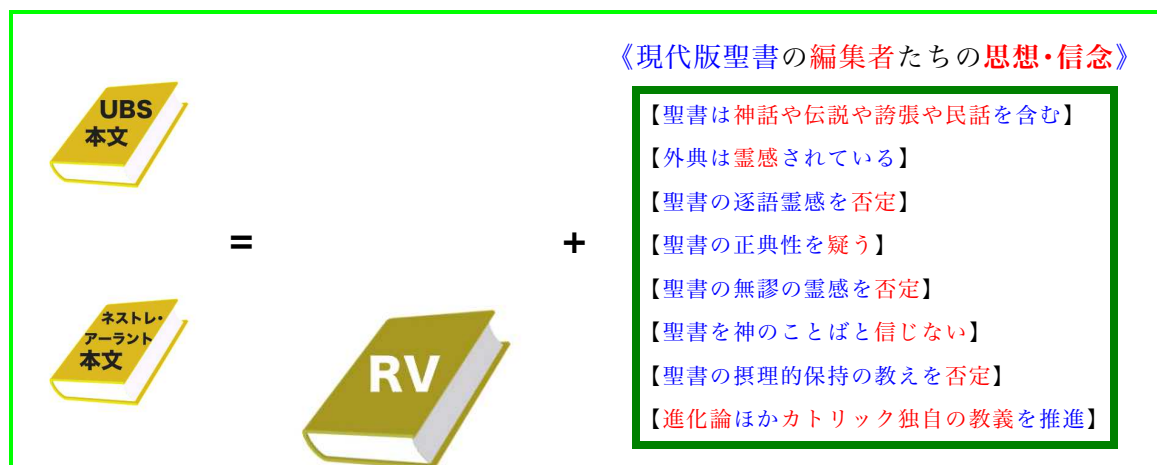 《現代版聖書の編集者たちの思想・信念》
UBS
本文
【聖書は神話や伝説や誇張や民話を含む】
【外典は霊感されている】
【聖書の逐語霊感を否定】
=
+
【聖書の正典性を疑う】
【聖書の無謬の霊感を否定】
ネストレ・
アーラント
本文
RV
【聖書を神のことばと信じない】
【聖書の摂理的保持の教えを否定】
【進化論ほかカトリック独自の教義を推進】